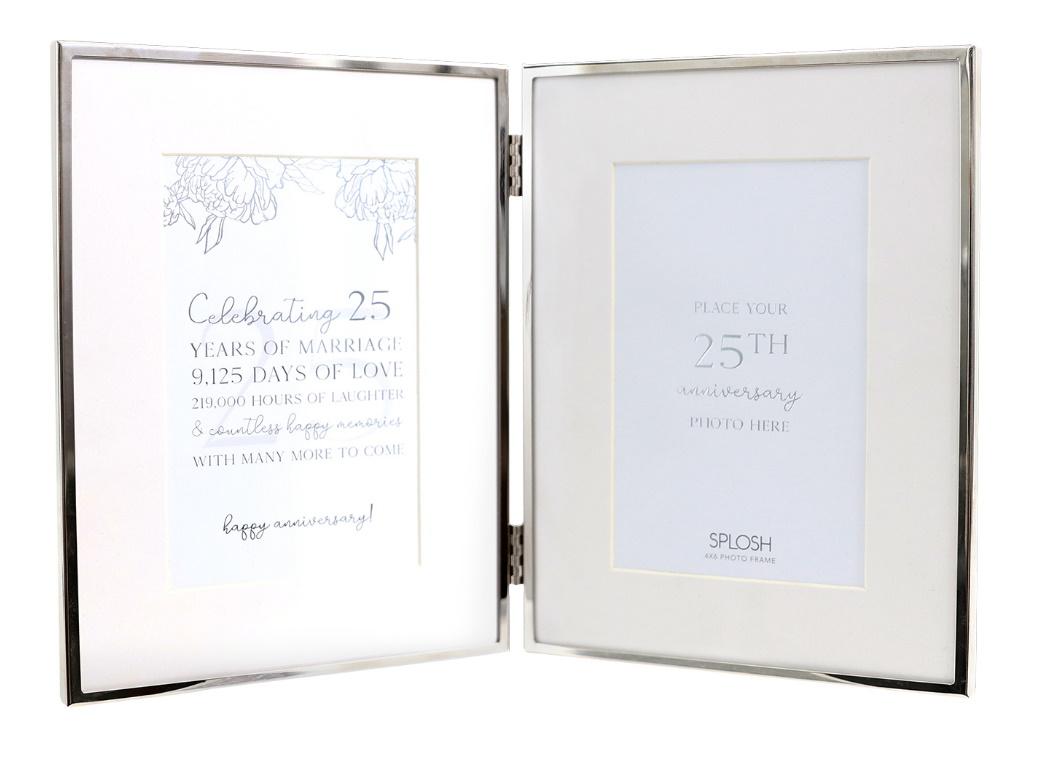 Celebrating 25
YEARS OF MARRIAGE
9,125 DAYS OF LOVE
219,000 HOURS OF LAUGHTER
& countless happy memories
WITH MANY MORE TO COME
happy anniversary!
PLACE YOUR
25TH
anniversary
PHOTO HERE
SPLOSH
4X6 PHOTO FRAME